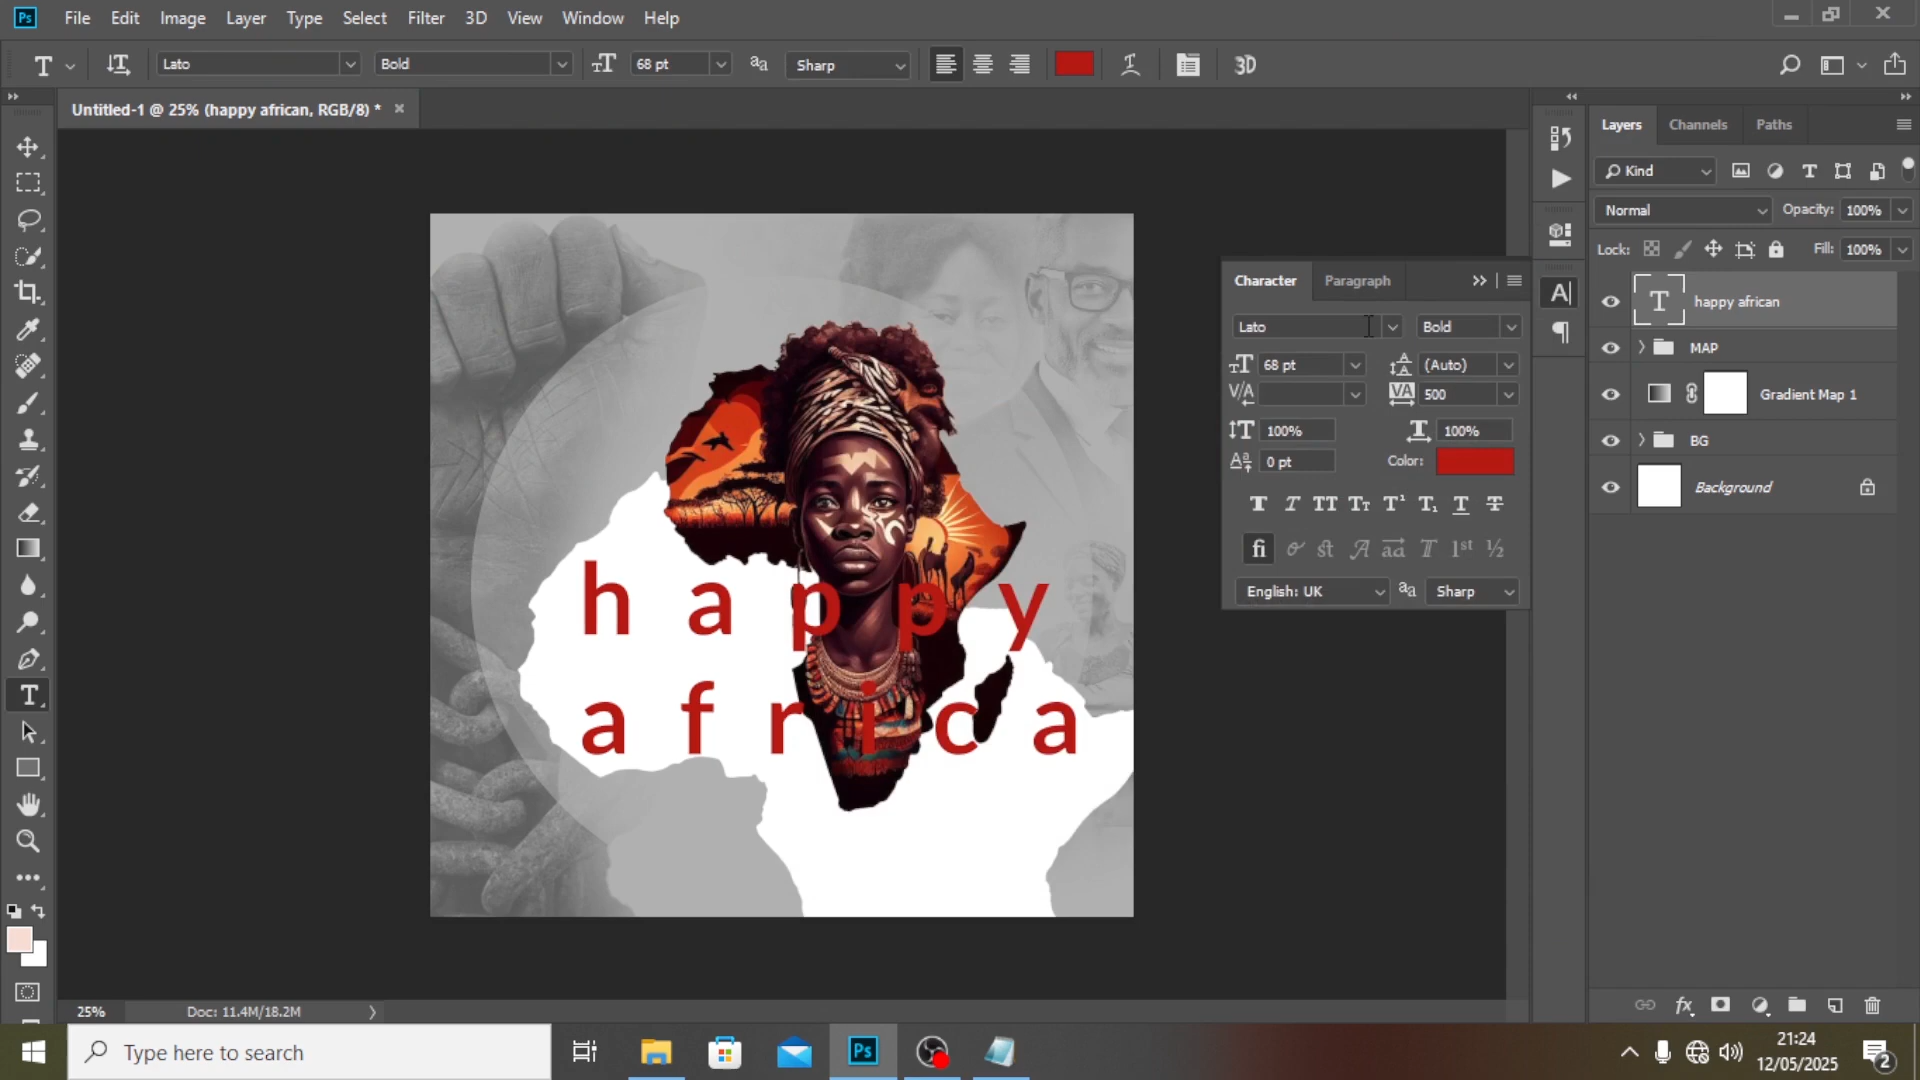 Ps File Edit Image Layer Type Select Filter 3D View Window Help
T Lato Bold 68 pt Sharp 3D
Untitled-1 @ 25% (happy african, RGB/8) * ×
Layers Channels Paths
Kind
Normal Opacity: 100%
Lock: Fill: 100%
happy african
MAP
Gradient Map 1
BG
Background
Character Paragraph
Lato Bold
68 pt (Auto)
500
100% 100%
0 pt Color:
English: UK Sharp
happy
africa
25% Doc: 11.4M/18.2M
Type here to search
Ps
21:24
12/05/2025
2